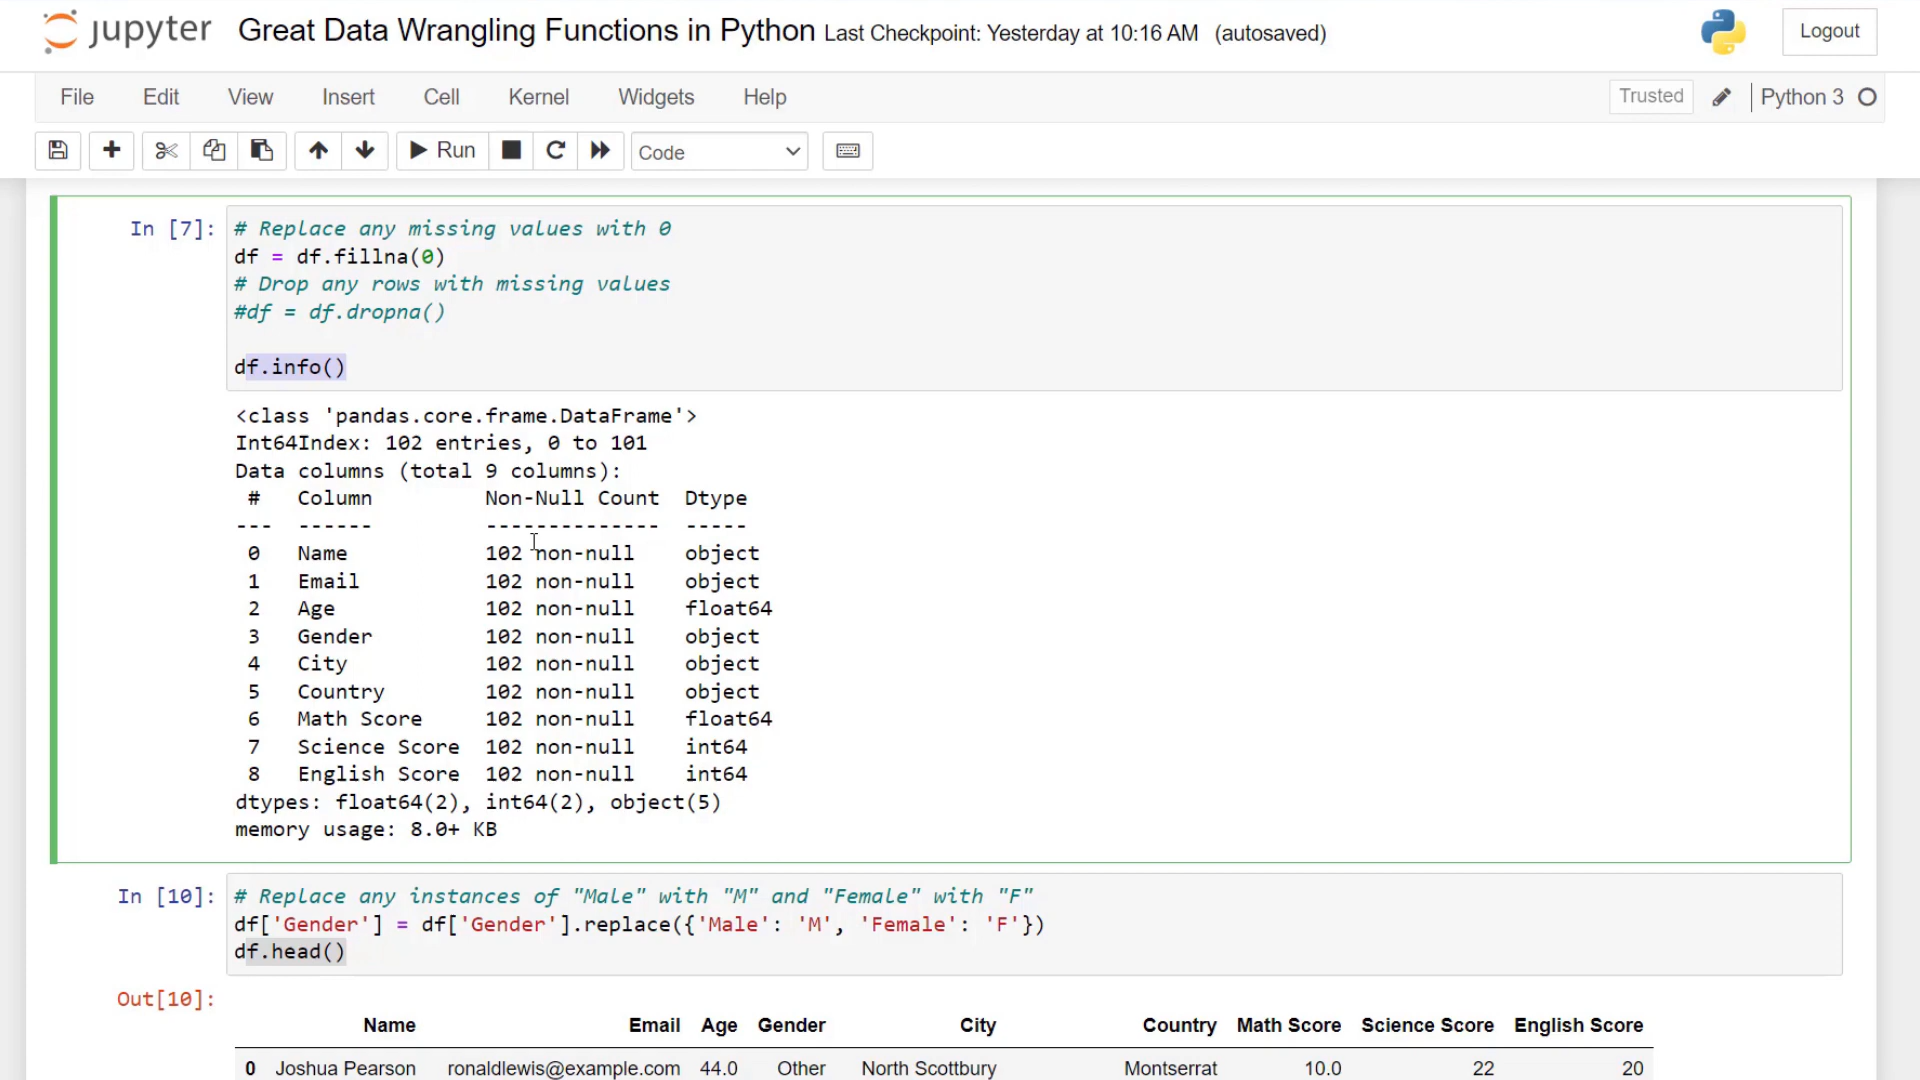 jupyter Great Data Wrangling Functions in Python Last Checkpoint: Yesterday at 10:16 AM (autosaved) Logout
File Edit View Insert Cell Kernel Widgets Help Trusted Python 3
Run Code
In [7]: # Replace any missing values with 0
df = df.fillna(0)
# Drop any rows with missing values
#df = df.dropna()
df.info()
<class 'pandas.core.frame.DataFrame'>
Int64Index: 102 entries, 0 to 101
Data columns (total 9 columns):
# Column Non-Null Count Dtype
--- ------ -------------- -----
0 Name 102 non-null object
1 Email 102 non-null object
2 Age 102 non-null float64
3 Gender 102 non-null object
4 City 102 non-null object
5 Country 102 non-null object
6 Math Score 102 non-null float64
7 Science Score 102 non-null int64
8 English Score 102 non-null int64
dtypes: float64(2), int64(2), object(5)
memory usage: 8.0+ KB
In [10]: # Replace any instances of "Male" with "M" and "Female" with "F"
df['Gender'] = df['Gender'].replace({'Male': 'M', 'Female': 'F'})
df.head()
Out[10]:
Name Email Age Gender City Country Math Score Science Score English Score
0 Joshua Pearson ronaldlewis@example.com 44.0 Other North Scottbury Montserrat 10.0 22 20